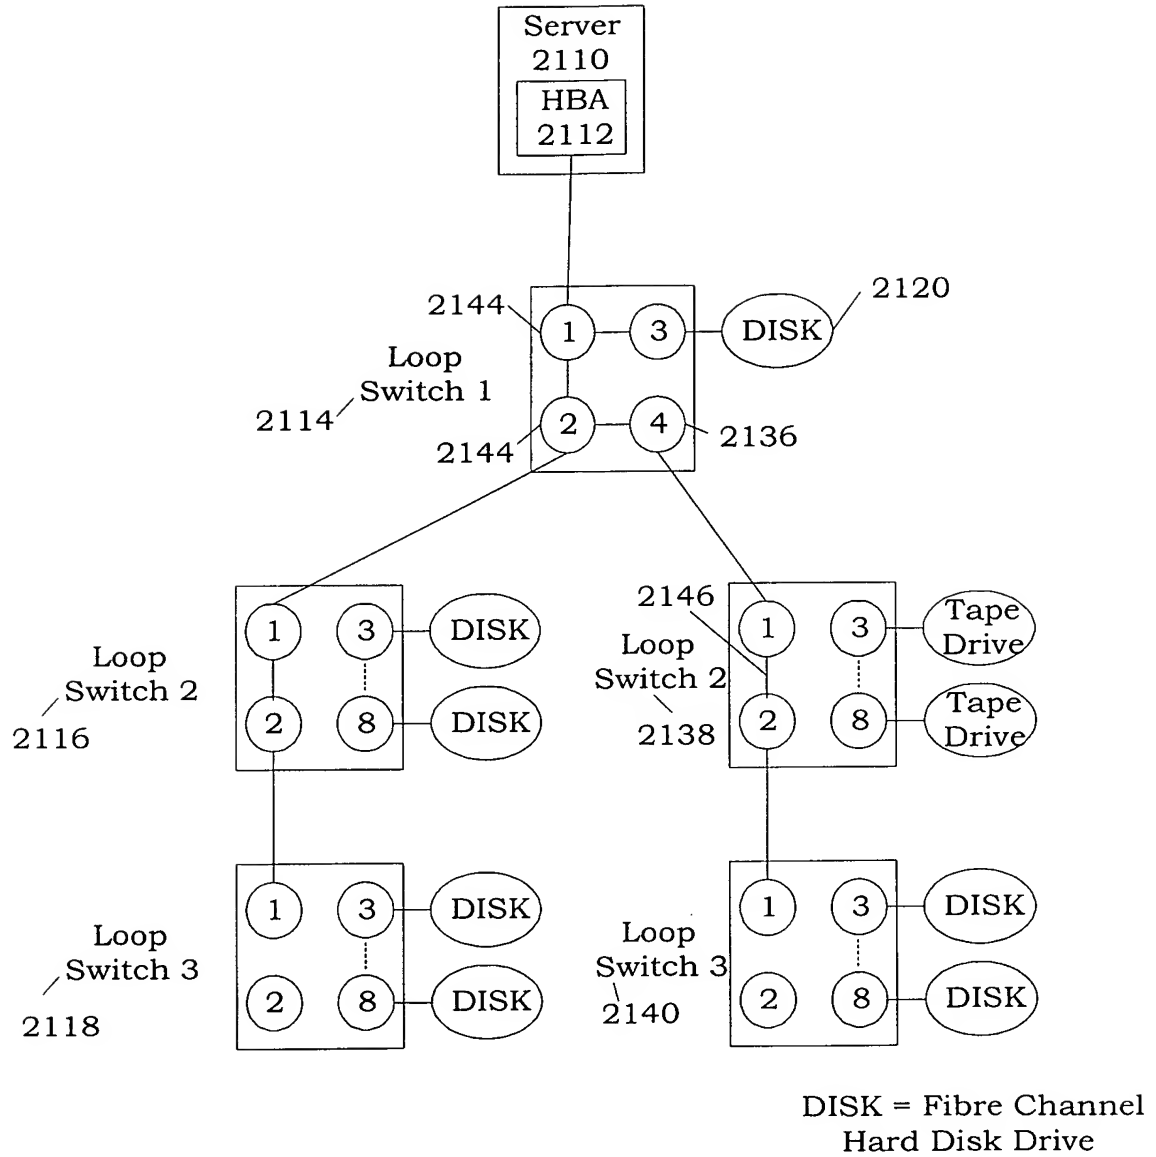 Server
2110
HBA
2112
2144
1
3
DISK
2120
Loop
Switch 1
2114
2
4
2136
2144
2146
1
3
DISK
Loop
Switch 2
2116
2
8
DISK
1
3
Tape
Drive
Loop
Switch 2
2138
2
8
Tape
Drive
1
3
DISK
Loop
Switch 3
2118
2
8
DISK
1
3
DISK
Loop
Switch 3
2140
2
8
DISK
DISK = Fibre Channel
Hard Disk Drive